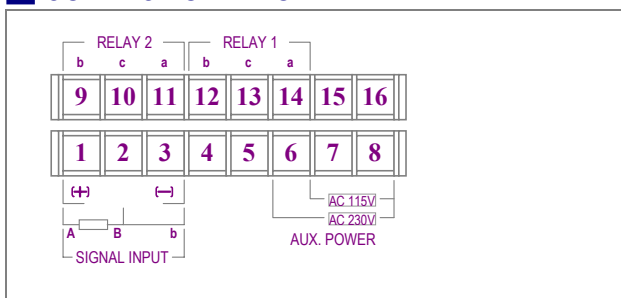 RELAY 2 RELAY 1
b c a b c a
9 10 11 12 13 14 15 16
1 2 3 4 5 6 7 8
(+) (—)
AC 115V
AC 230V
A B b
AUX. POWER
SIGNAL INPUT